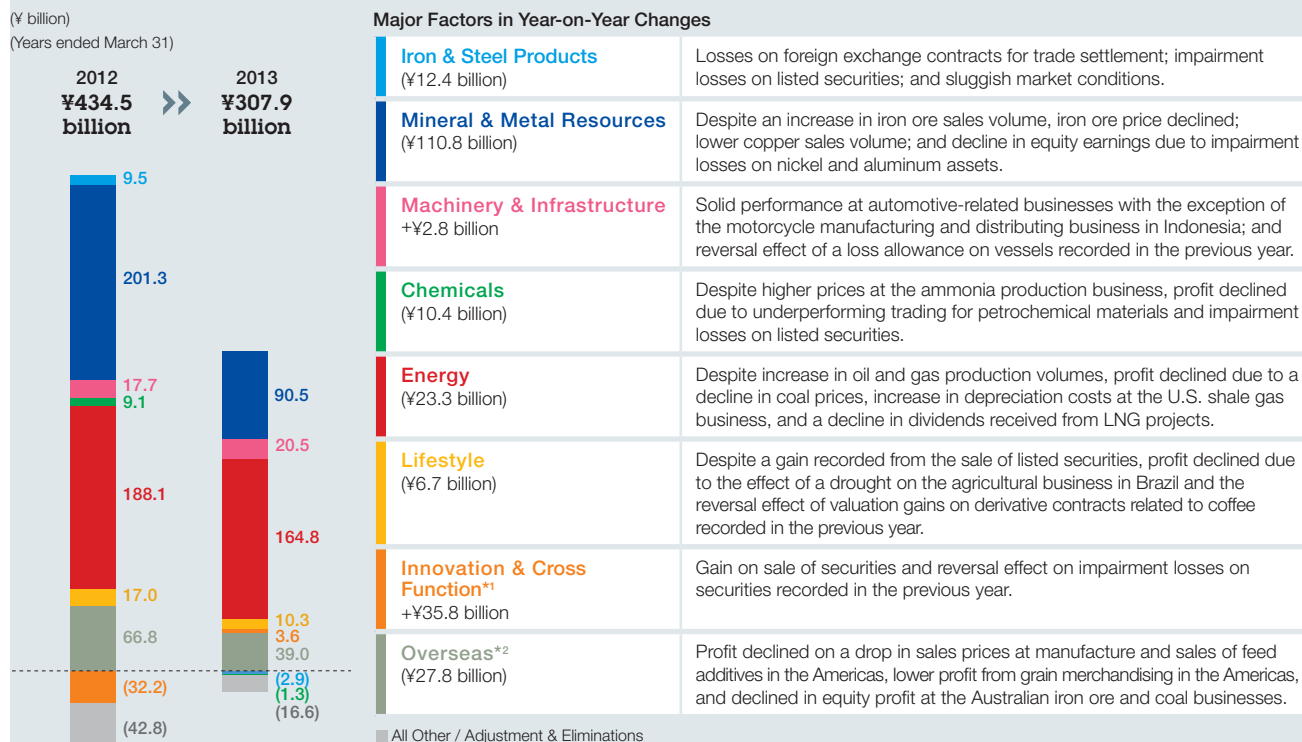 (¥ billion)
(Years ended March 31)
2012
¥434.5
billion
2013
¥307.9
billion
9.5
201.3
17.7
9.1
188.1
17.0
66.8
(32.2)
(42.8)
90.5
20.5
164.8
10.3
3.6
39.0
(2.9)
(1.3)
(16.6)
Major Factors in Year-on-Year Changes
Iron & Steel Products
(¥12.4 billion)
Losses on foreign exchange contracts for trade settlement; impairment
losses on listed securities; and sluggish market conditions.
Mineral & Metal Resources
(¥110.8 billion)
Despite an increase in iron ore sales volume, iron ore price declined;
lower copper sales volume; and decline in equity earnings due to impairment
losses on nickel and aluminum assets.
Machinery & Infrastructure
+¥2.8 billion
Solid performance at automotive-related businesses with the exception of
the motorcycle manufacturing and distributing business in Indonesia; and
reversal effect of a loss allowance on vessels recorded in the previous year.
Chemicals
(¥10.4 billion)
Despite higher prices at the ammonia production business, profit declined
due to underperforming trading for petrochemical materials and impairment
losses on listed securities.
Energy
(¥23.3 billion)
Despite increase in oil and gas production volumes, profit declined due to a
decline in coal prices, increase in depreciation costs at the U.S. shale gas
business, and a decline in dividends received from LNG projects.
Lifestyle
(¥6.7 billion)
Despite a gain recorded from the sale of listed securities, profit declined due
to the effect of a drought on the agricultural business in Brazil and the
reversal effect of valuation gains on derivative contracts related to coffee
recorded in the previous year.
Innovation & Cross
Function*1
+¥35.8 billion
Gain on sale of securities and reversal effect on impairment losses on
securities recorded in the previous year.
Overseas*2
(¥27.8 billion)
Profit declined on a drop in sales prices at manufacture and sales of feed
additives in the Americas, lower profit from grain merchandising in the Americas,
and declined in equity profit at the Australian iron ore and coal businesses.
All Other / Adjustment & Eliminations